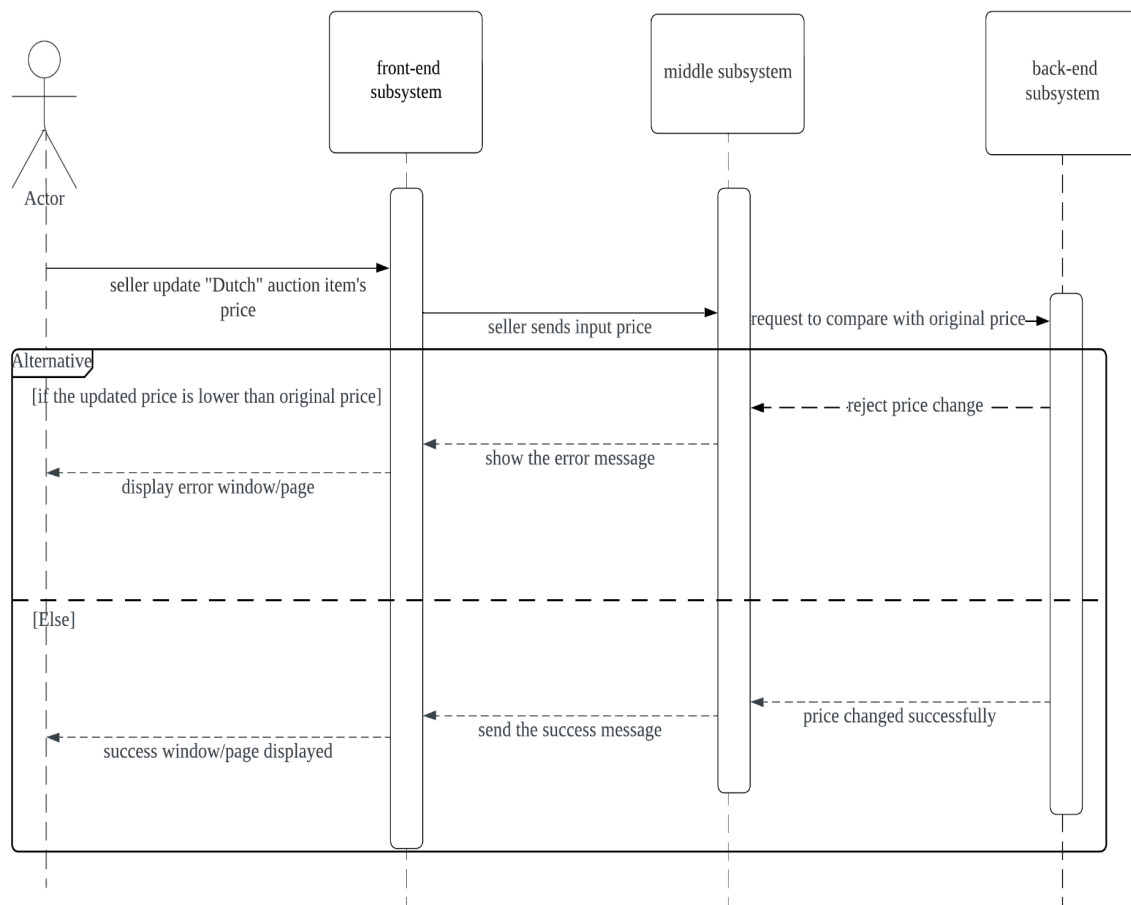 front-end
subsystem
middle subsystem
back-end
subsystem
Actor
seller update "Dutch" auction item's
price
seller sends input price
request to compare with original price
Alternative
[if the updated price is lower than original price]
reject price change
show the error message
display error window/page
[Else]
price changed successfully
send the success message
success window/page displayed